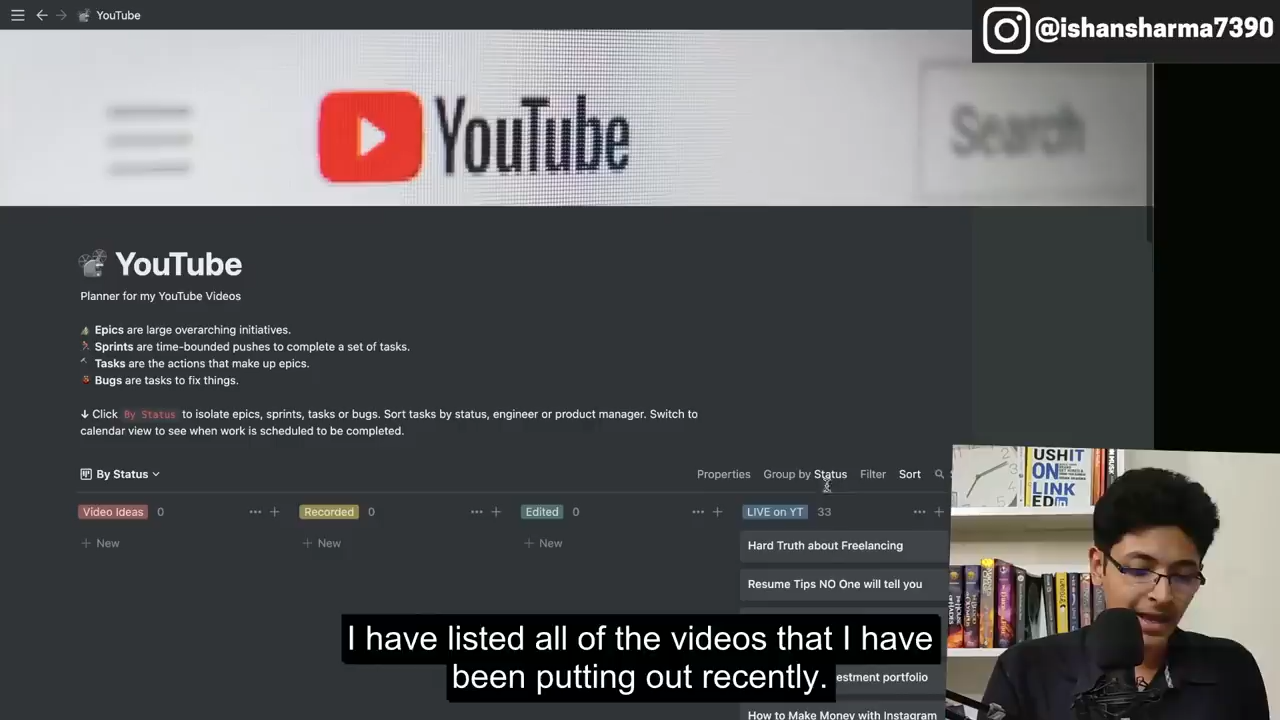 YouTube
@ishansharma7390
YouTube
Search
YouTube
Planner for my YouTube Videos
Epics are large overarching initiatives.
Sprints are time-bounded pushes to complete a set of tasks.
Tasks are the actions that make up epics.
Bugs are tasks to fix things.
↓ Click By Status to isolate epics, sprints, tasks or bugs. Sort tasks by status, engineer or product manager. Switch to
calendar view to see when work is scheduled to be completed.
By Status
Properties Group by Status Filter Sort
Video Ideas 0 ... + Recorded 0 ... + Edited 0 ... + LIVE on YT 33 ... +
+ New + New + New
Hard Truth about Freelancing
Resume Tips NO One will tell you
estment portfolio
How to Make Money with Instagram
USHIT
ON
LINK
ED
I have listed all of the videos that I have
been putting out recently.